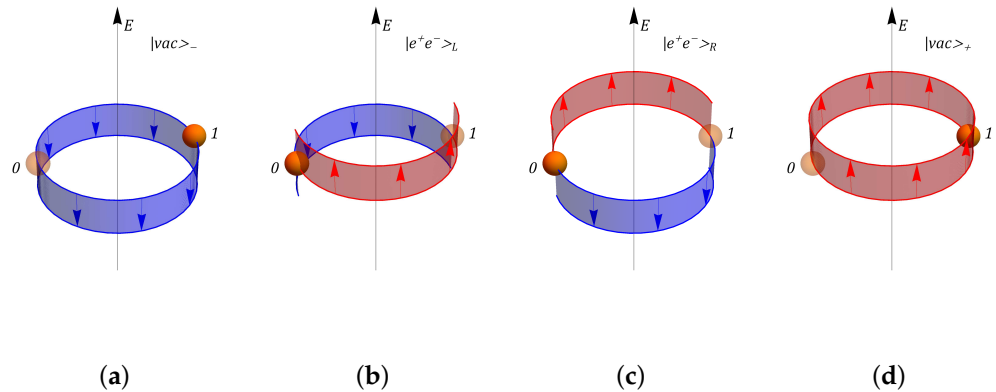 E |vac>₋ 0 1
E |e⁺e⁻>_L 0 1
E |e⁺e⁻>_R 0 1
E |vac>₊ 0 1
(a) (b) (c) (d)